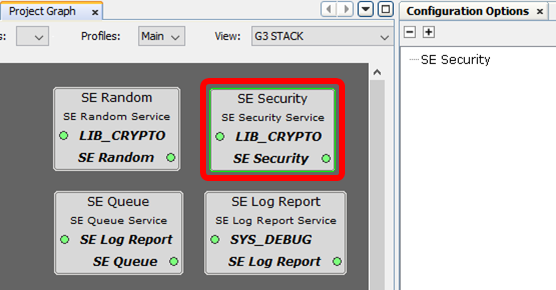 Project Graph x
Configuration Options x
s: Profiles: Main View: G3 STACK
SE Security
SE Random
SE Random Service
LIB_CRYPTO
SE Random
SE Security
SE Security Service
LIB_CRYPTO
SE Security
SE Queue
SE Queue Service
SE Log Report
SE Queue
SE Log Report
SE Log Report Service
SYS_DEBUG
SE Log Report